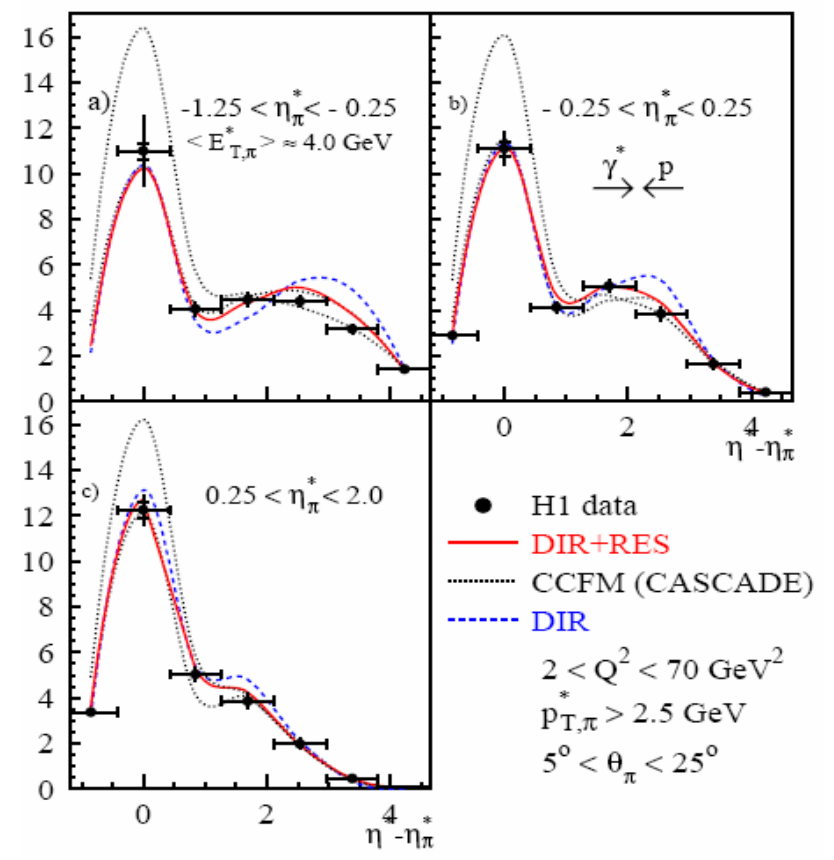 16
14
12
10
8
6
4
2
0
a)
-1.25 < η*π < - 0.25
< E*T,π > ≈ 4.0 GeV
b)
- 0.25 < η*π < 0.25
γ* p
0 2 4
η*-η*π
16
14
12
10
8
6
4
2
0
c)
0.25 < η*π < 2.0
0 2 4
η*-η*π
H1 data
DIR+RES
CCFM (CASCADE)
DIR
2 < Q² < 70 GeV²
p*T,π > 2.5 GeV
5° < θπ < 25°